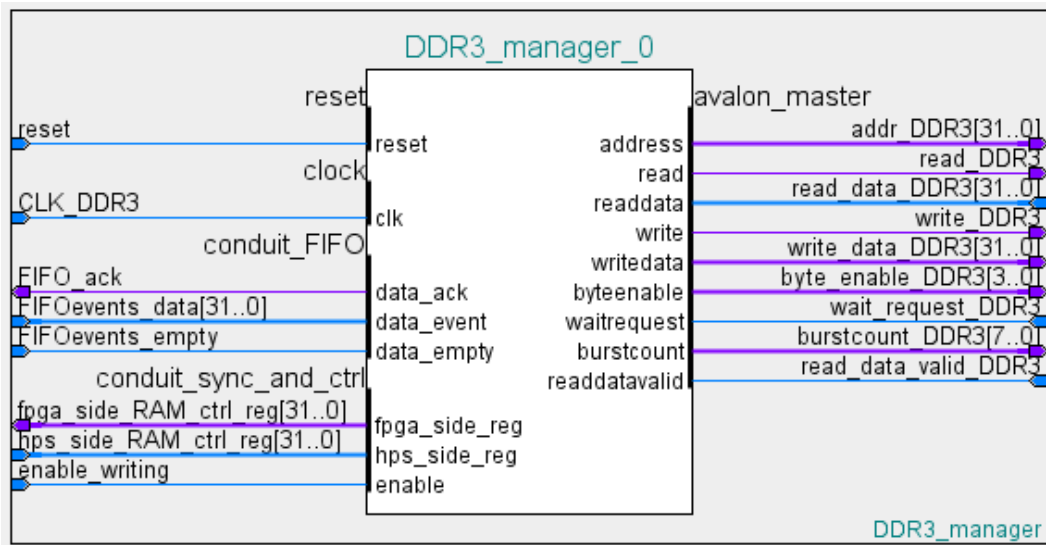 DDR3_manager_0
reset
avalon_master
reset
addr_DDR3[31..0]
reset
address
read_DDR3
clock
read
read_data_DDR3[31..0]
CLK_DDR3
readdata
write_DDR3
clk
write
conduit_FIFO
write_data_DDR3[31..0]
writedata
FIFO_ack
byte_enable_DDR3[3..0]
data_ack
byteenable
FIFOevents_data[31..0]
wait_request_DDR3
data_event
waitrequest
FIFOevents_empty
burstcount_DDR3[7..0]
data_empty
burstcount
read_data_valid_DDR3
conduit_sync_and_ctrl
readdatavalid
fpga_side_RAM_ctrl_reg[31..0]
fpga_side_reg
hps_side_RAM_ctrl_reg[31..0]
hps_side_reg
enable_writing
enable
DDR3_manager